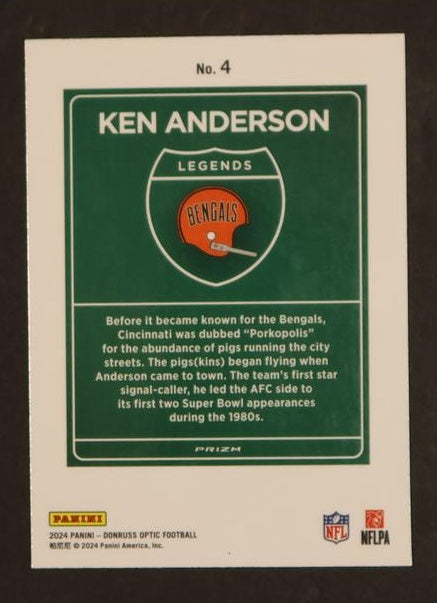 No. 4
KEN ANDERSON
LEGENDS
BENGALS
Before it became known for the Bengals,
Cincinnati was dubbed “Porkopolis”
for the abundance of pigs running the city
streets. The pigs(kins) began flying when
Anderson came to town. The team’s first star
signal-caller, he led the AFC side to
its first two Super Bowl appearances
during the 1980s.
PRIZM
PANINI
2024 PANINI – DONRUSS OPTIC FOOTBALL
帕尼尼 © 2024 Panini America, Inc.
NFL
NFLPA